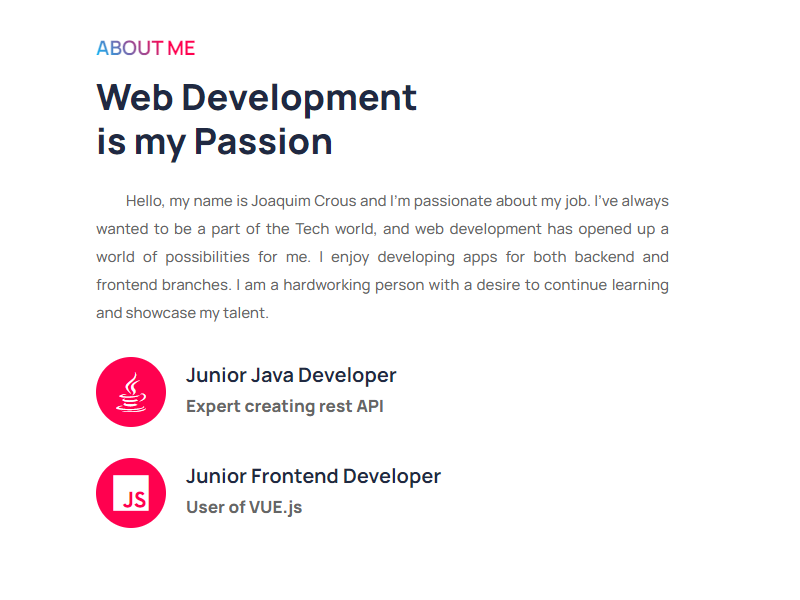 ABOUT ME
Web Development
is my Passion
Hello, my name is Joaquim Crous and I'm passionate about my job. I've always
wanted to be a part of the Tech world, and web development has opened up a
world of possibilities for me. I enjoy developing apps for both backend and
frontend branches. I am a hardworking person with a desire to continue learning
and showcase my talent.
Junior Java Developer
Expert creating rest API
JS
Junior Frontend Developer
User of VUE.js